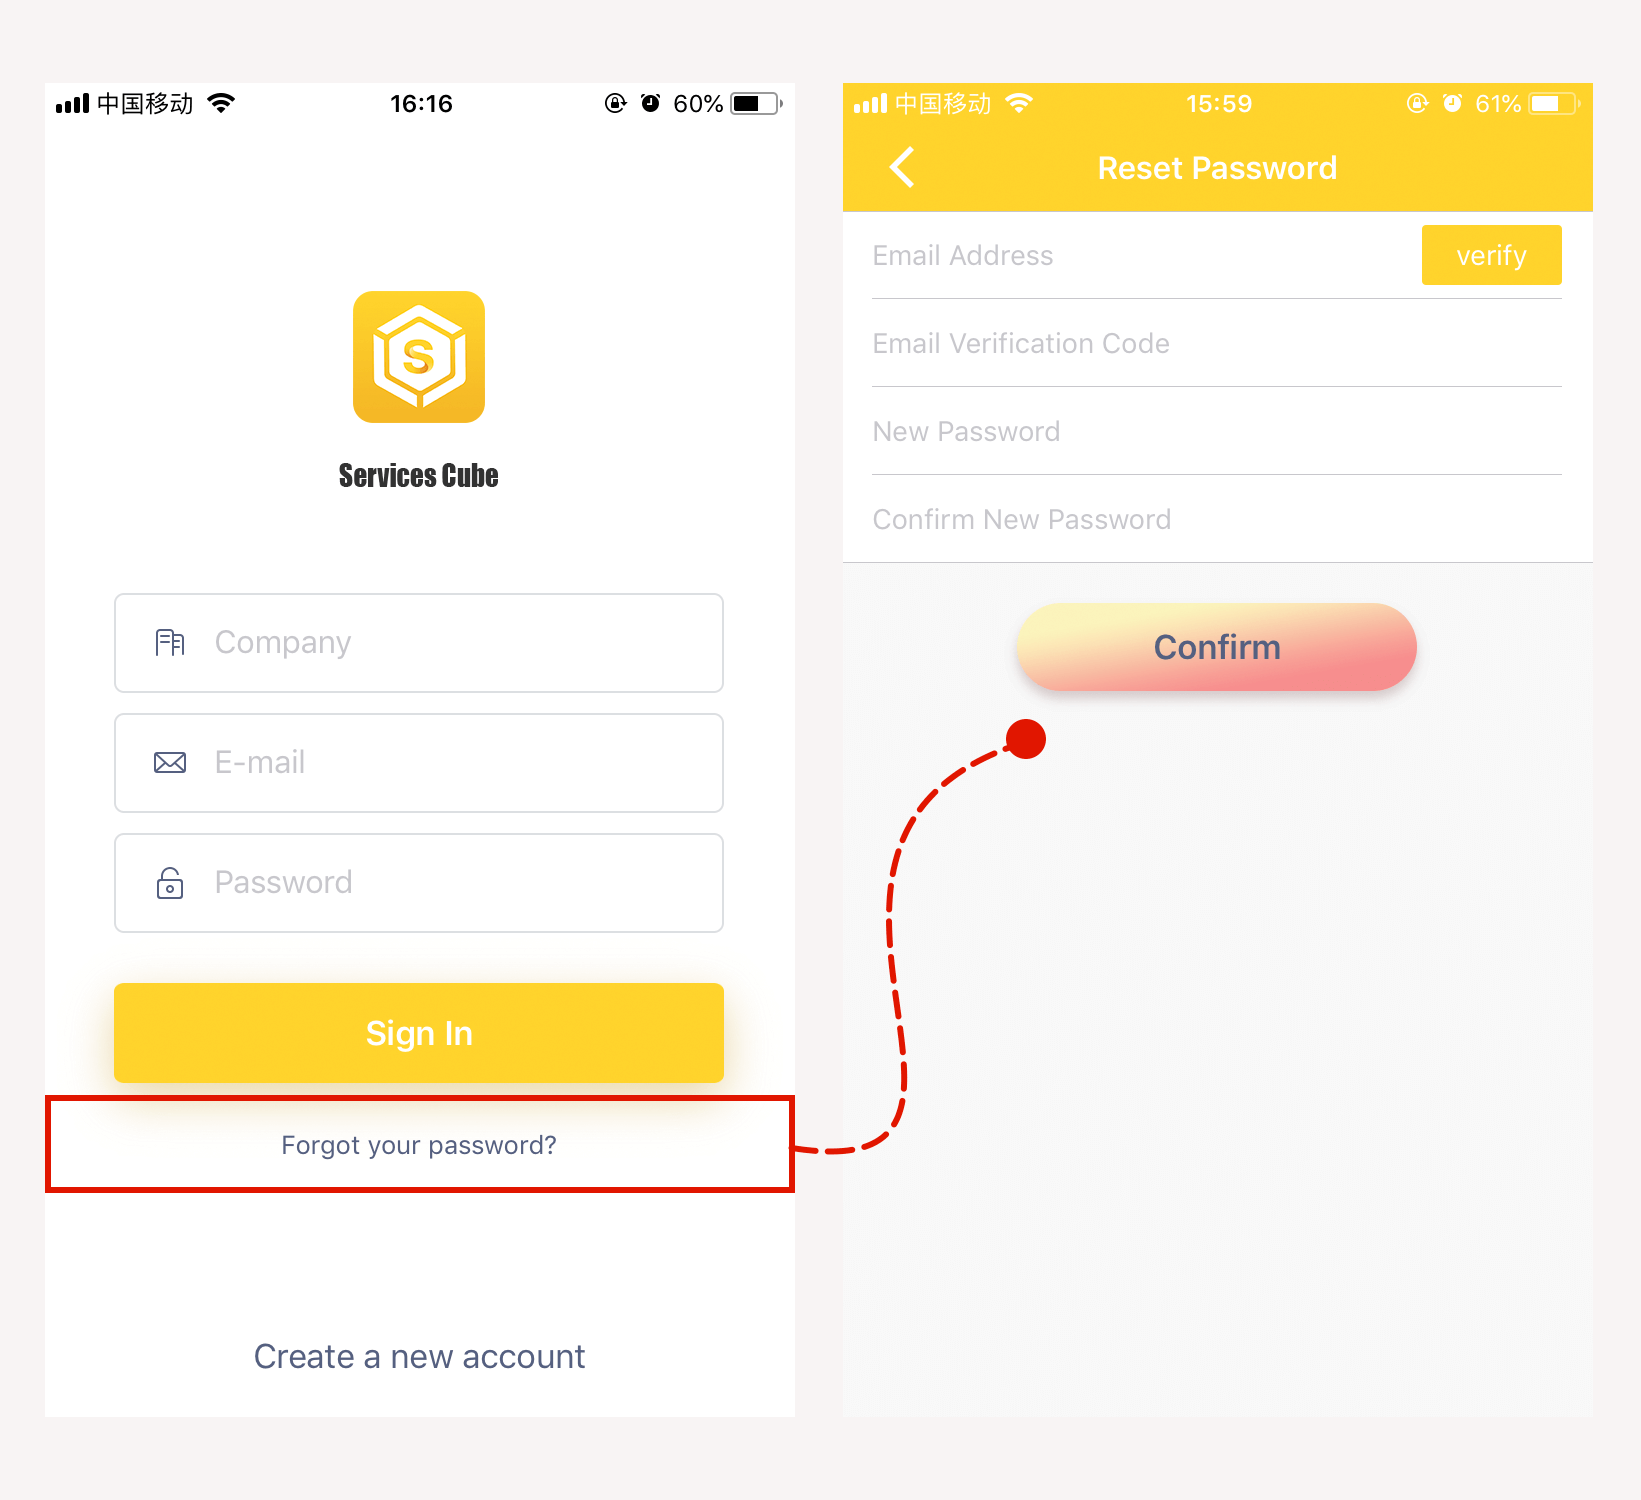 中国移动 16:16 60%
S
Services Cube
Company
E-mail
Password
Sign In
Forgot your password?
Create a new account
中国移动 15:59 61%
Reset Password
Email Address verify
Email Verification Code
New Password
Confirm New Password
Confirm